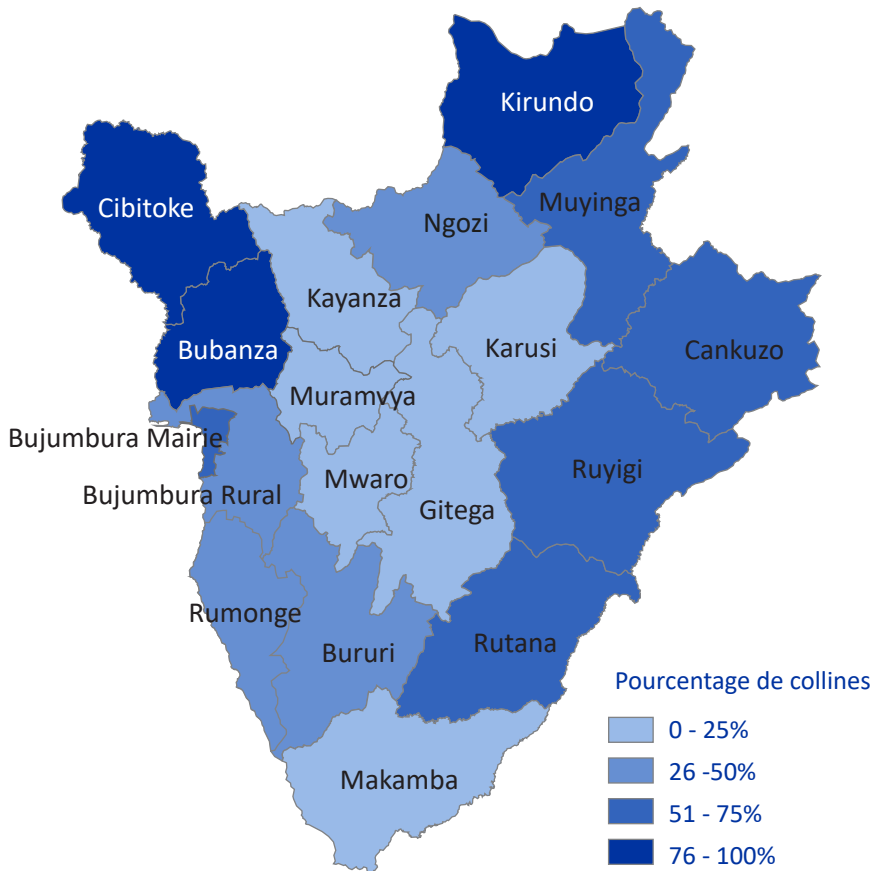 Kirundo
Cibitoke
Muyinga
Ngozi
Kayanza
Bubanza
Karusi
Cankuzo
Muramvya
Bujumbura Mairie
Ruyigi
Mwaro
Bujumbura Rural
Gitega
Rumonge
Bururi
Rutana
Makamba
Pourcentage de collines
0 - 25%
26 -50%
51 - 75%
76 - 100%